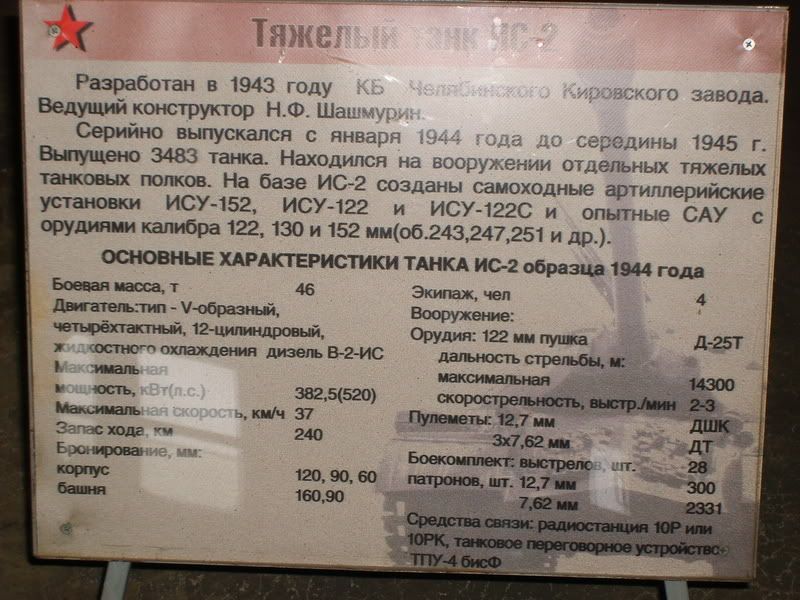 Тяжелый танк ИС-2
Разработан в 1943 году КБ Челябинского Кировского завода.
Ведущий конструктор Н.Ф. Шашмурин.
Серийно выпускался с января 1944 года до середины 1945 г.
Выпущено 3483 танка. Находился на вооружении отдельных тяжелых
танковых полков. На базе ИС-2 созданы самоходные артиллерийские
установки ИСУ-152, ИСУ-122 и ИСУ-122С и опытные САУ с
орудиями калибра 122, 130 и 152 мм(об.243,247,251 и др.).
ОСНОВНЫЕ ХАРАКТЕРИСТИКИ ТАНКА ИС-2 образца 1944 года
Боевая масса, т 46
Двигатель:тип - V-образный,
четырёхтактный, 12-цилиндровый,
жидкостного охлаждения дизель В-2-ИС
Максимальная
мощность, кВт(л.с.) 382,5(520)
Максимальная скорость, км/ч 37
Запас хода, км 240
Бронирование, мм:
корпус 120, 90, 60
башня 160,90
Экипаж, чел 4
Вооружение:
Орудия: 122 мм пушка Д-25Т
дальность стрельбы, м:
максимальная 14300
скорострельность, выстр./мин 2-3
Пулеметы: 12,7 мм ДШК
3х7,62 мм ДТ
Боекомплект: выстрелов, шт. 28
патронов, шт. 12,7 мм 300
7,62 мм 2331
Средства связи: радиостанция 10Р или
10РК, танковое переговорное устройство
ТПУ-4 бисФ